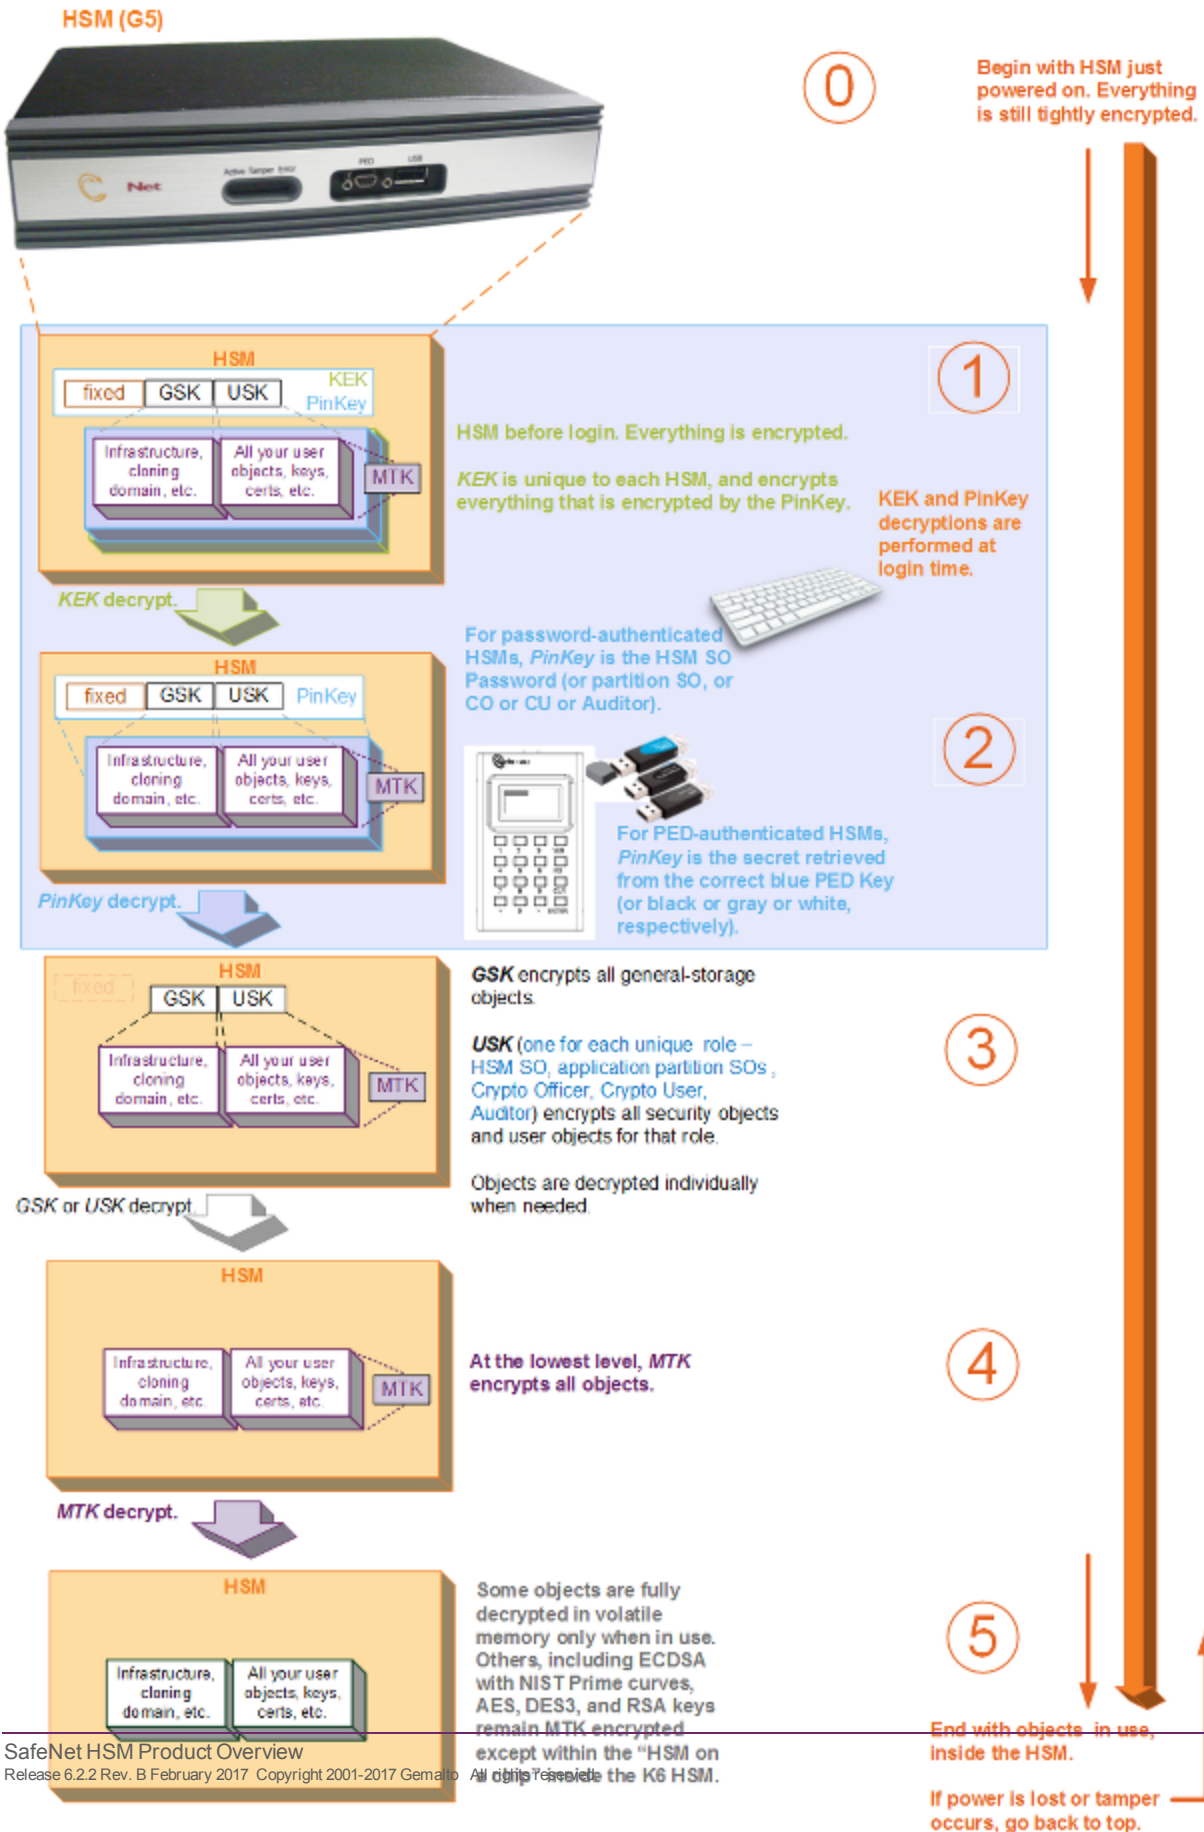 HSM (G5)
0
Begin with HSM just
powered on. Everything
is still tightly encrypted.
Net
Active Tamper Error
PED
USB
HSM
fixed
GSK
USK
KEK
PinKey
Infrastructure,
cloning
domain, etc.
All your user
objects, keys,
certs, etc.
MTK
1
HSM before login. Everything is encrypted.
KEK is unique to each HSM, and encrypts
everything that is encrypted by the PinKey.
KEK and PinKey
decryptions are
performed at
login time.
KEK decrypt.
HSM
fixed
GSK
USK
PinKey
Infrastructure,
cloning
domain, etc.
All your user
objects, keys,
certs, etc.
MTK
For password-authenticated
HSMs, PinKey is the HSM SO
Password (or partition SO, or
CO or CU or Auditor).
2
For PED-authenticated HSMs,
PinKey is the secret retrieved
from the correct blue PED Key
(or black or gray or white,
respectively).
PinKey decrypt.
HSM
fixed
GSK
USK
Infrastructure,
cloning
domain, etc.
All your user
objects, keys,
certs, etc.
MTK
GSK encrypts all general-storage
objects.
USK (one for each unique role –
HSM SO, application partition SOs ,
Crypto Officer, Crypto User,
Auditor) encrypts all security objects
and user objects for that role.
Objects are decrypted individually
when needed.
3
GSK or USK decrypt.
HSM
Infrastructure,
cloning
domain, etc.
All your user
objects, keys,
certs, etc.
MTK
At the lowest level, MTK
encrypts all objects.
4
MTK decrypt.
HSM
Infrastructure,
cloning
domain, etc.
All your user
objects, keys,
certs, etc.
Some objects are fully
decrypted in volatile
memory only when in use.
Others, including ECDSA
with NIST Prime curves,
AES, DES3, and RSA keys
remain MTK encrypted
except within the “HSM on
a chip” inside the K6 HSM.
5
End with objects in use,
inside the HSM.
If power is lost or tamper
occurs, go back to top.
SafeNet HSM Product Overview
Release 6.2.2 Rev. B February 2017 Copyright 2001-2017 Gemalto All rights reserved.